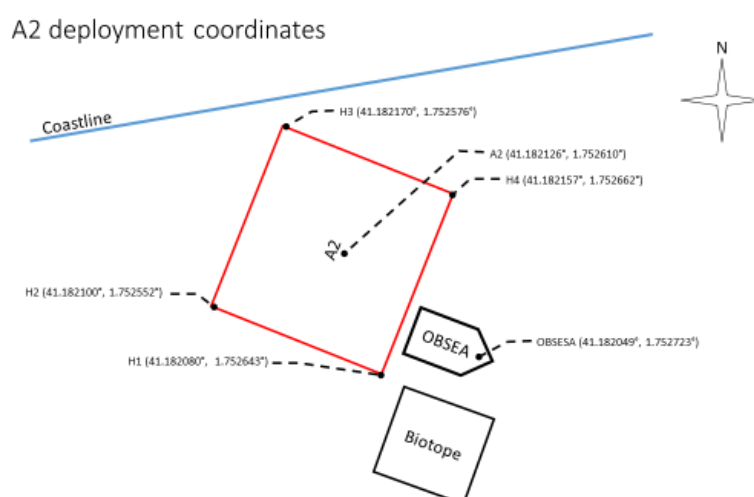 A2 deployment coordinates
N
Coastline
H3 (41.182170°, 1.752576°)
A2 (41.182126°, 1.752610°)
H4 (41.182157°, 1.752662°)
A2
H2 (41.182100°, 1.752552°)
OBSEA
OBSESA (41.182049°, 1.752723°)
H1 (41.182080°, 1.752643°)
Biotope